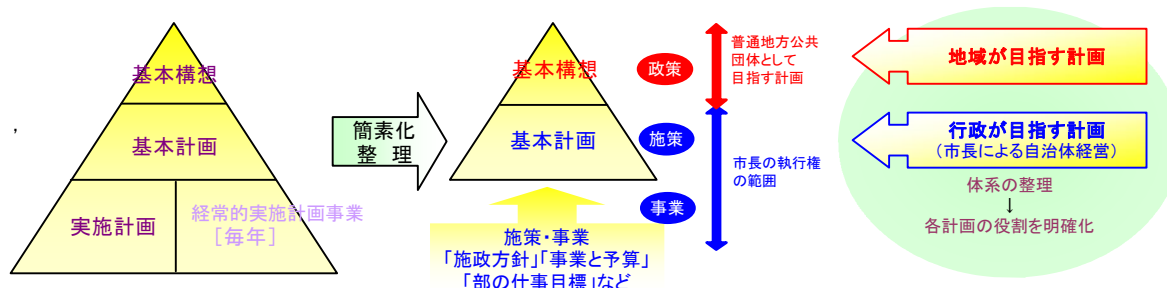 基本構想
基本計画
実施計画
経常的実施計画事業
[毎年]
,
簡素化
整 理
基本構想
基本計画
施策・事業
「施政方針」「事業と予算」
「部の仕事目標」など
政策
施策
事業
普通地方公共
団体として
目指す計画
市長の執行権
の範囲
地域が目指す計画
行政が目指す計画
(市長による自治体経営)
体系の整理
↓
各計画の役割を明確化